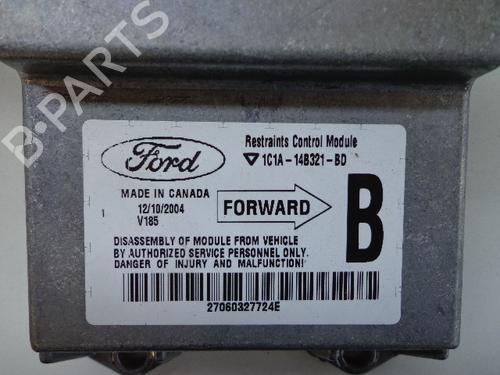 B-PARTS
Ford
Restraints Control Module
1C1A-14B321-BD
MADE IN CANADA
12/10/2004
V185
1
FORWARD
B
DISASSEMBLY OF MODULE FROM VEHICLE
BY AUTHORIZED SERVICE PERSONNEL ONLY.
DANGER OF INJURY AND MALFUNCTION!
27060327724E